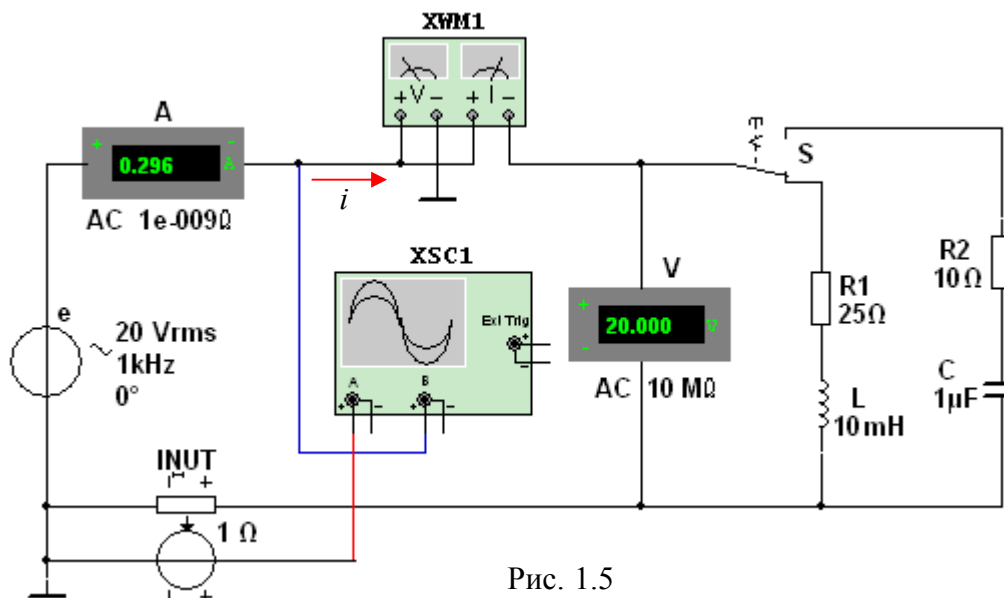 XWM1
+ V − + I −
A
+ −
0.296 A
AC 1e-009Ω
i
XSC1
Ext Trig
+
−
A B
+ − + −
V
+
20.000 V
−
AC 10 MΩ
S
R1
25Ω
L
10mH
R2
10Ω
C
1µF
e
20 Vrms
1kHz
0°
INUT
+
1 Ω
+
Рис. 1.5